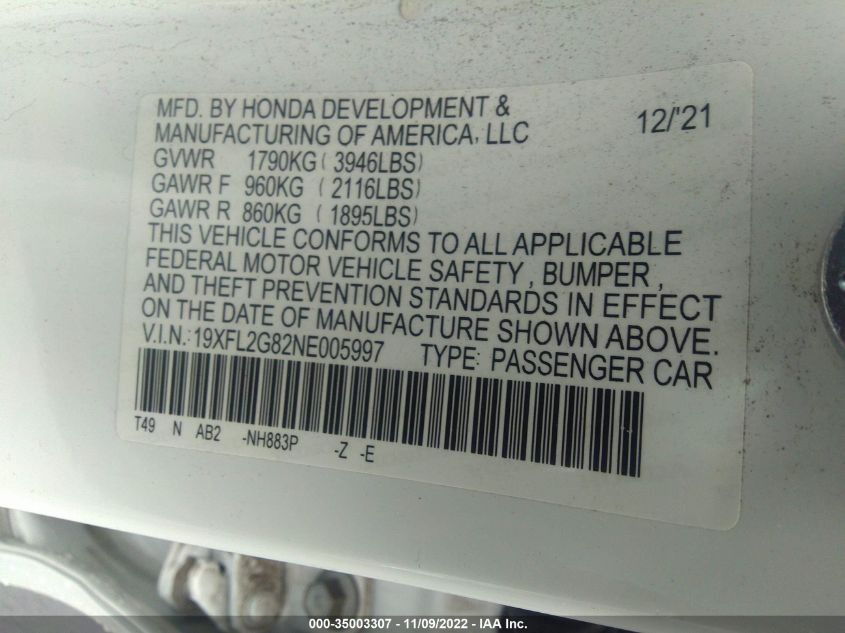 MFD. BY HONDA DEVELOPMENT &
MANUFACTURING OF AMERICA, LLC 12/'21
GVWR 1790KG ( 3946LBS)
GAWR F 960KG ( 2116LBS)
GAWR R 860KG ( 1895LBS)
THIS VEHICLE CONFORMS TO ALL APPLICABLE
FEDERAL MOTOR VEHICLE SAFETY , BUMPER ,
AND THEFT PREVENTION STANDARDS IN EFFECT
ON THE DATE OF MANUFACTURE SHOWN ABOVE.
V.I.N.: 19XFL2G82NE005997 TYPE: PASSENGER CAR
T49 N AB2 -NH883P -Z -E
000-35003307 - 11/09/2022 - IAA Inc.